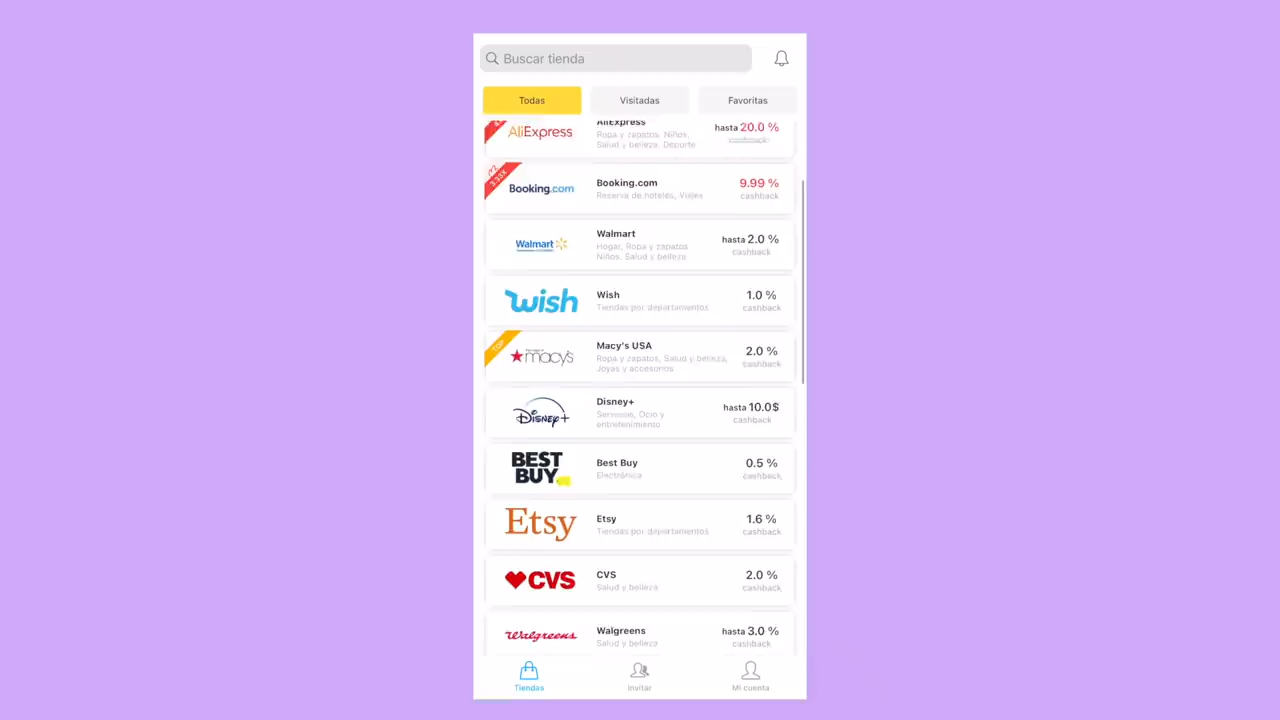 Buscar tienda
Todas
Visitadas
Favoritas
AliExpress
AliExpress
Ropa y zapatos, Niños,
Salud y belleza, Deporte
hasta 20.0 %
cashback
3.33X
Booking.com
Booking.com
Reserva de hoteles, Viajes
9.99 %
cashback
Walmart
Walmart
Hogar, Ropa y zapatos
Niños, Salud y belleza
hasta 2.0 %
cashback
wish
Wish
Tiendas por departamentos
1.0 %
cashback
TOP
macy's
Macy's USA
Ropa y zapatos, Salud y belleza,
Joyas y accesorios
2.0 %
cashback
Disney+
Disney+
Servicios, Ocio y
entretenimiento
hasta 10.0$
cashback
BEST
BUY
Best Buy
Electrónica
0.5 %
cashback
Etsy
Etsy
Tiendas por departamentos
1.6 %
cashback
CVS
CVS
Salud y belleza
2.0 %
cashback
Walgreens
Walgreens
Salud y belleza
hasta 3.0 %
cashback
Tiendas
Invitar
Mi cuenta